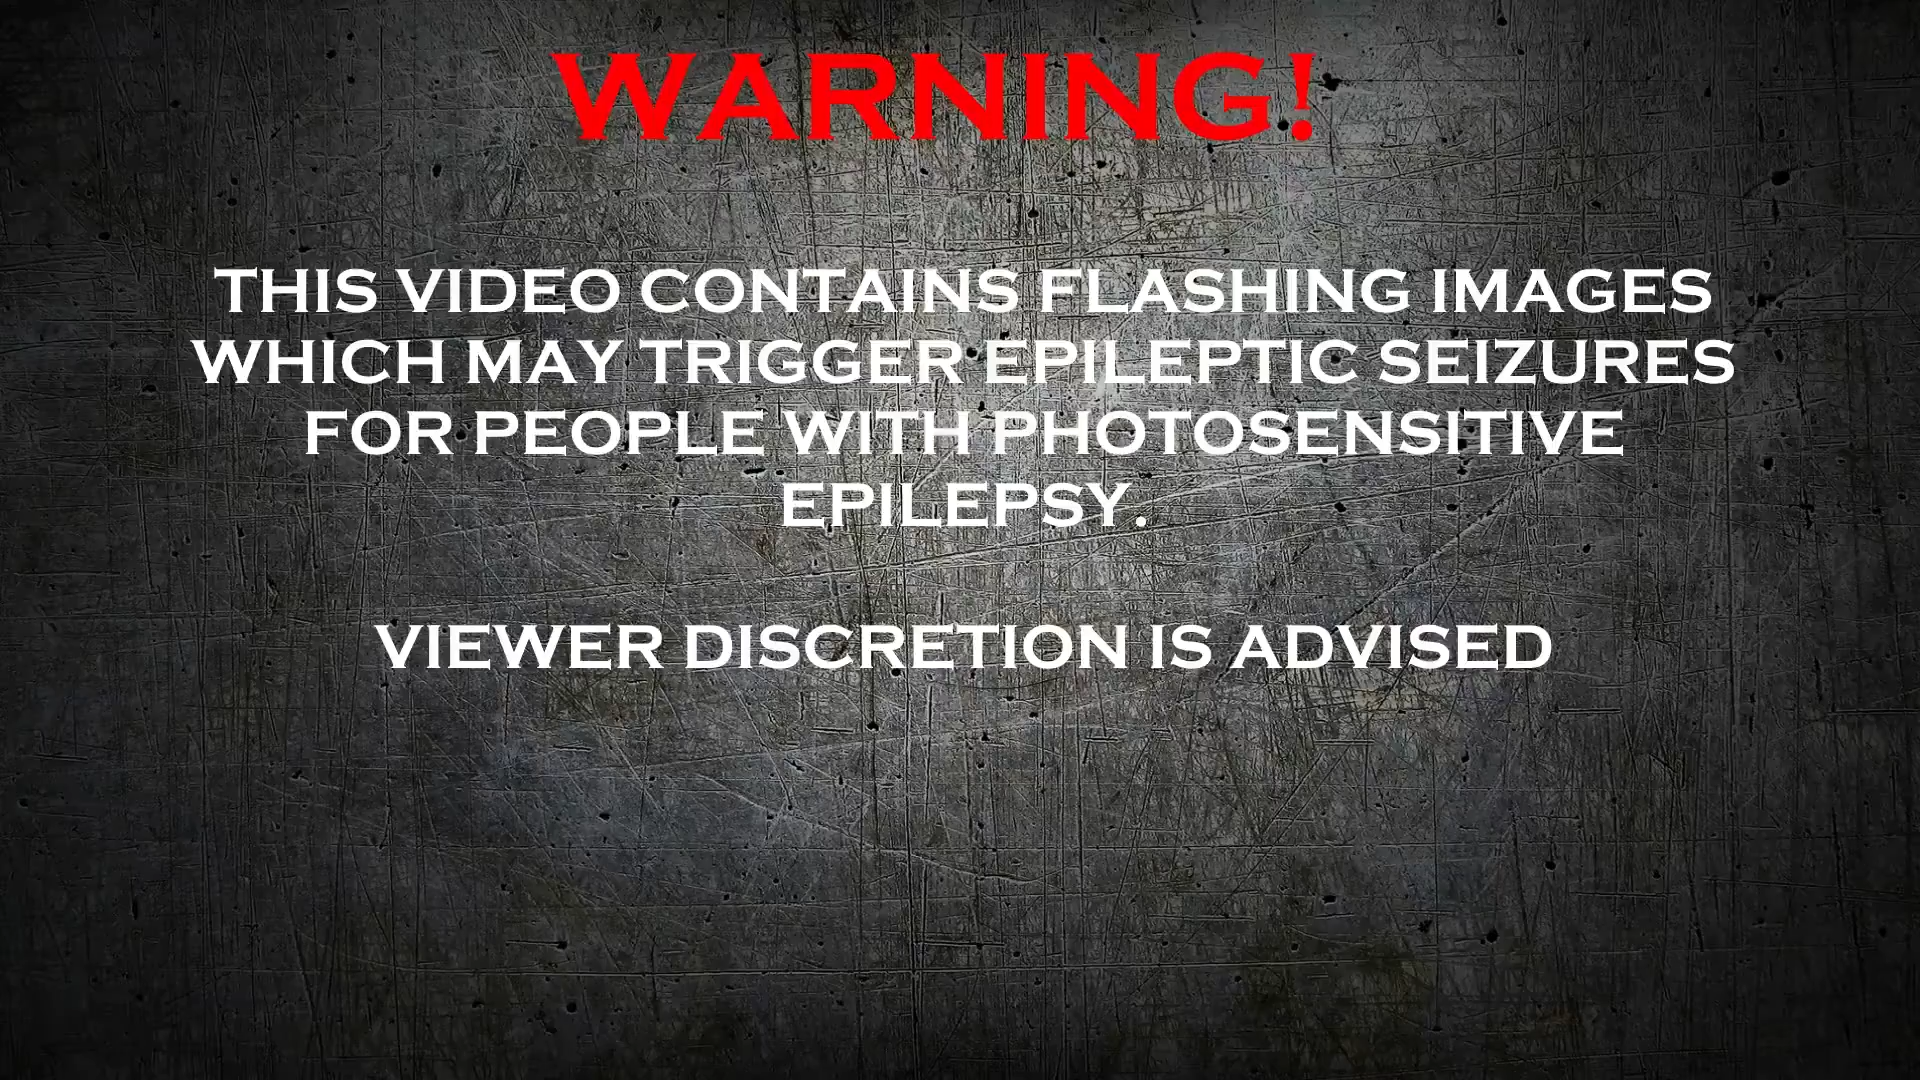 WARNING!
THIS VIDEO CONTAINS FLASHING IMAGES
WHICH MAY TRIGGER EPILEPTIC SEIZURES
FOR PEOPLE WITH PHOTOSENSITIVE
EPILEPSY.
VIEWER DISCRETION IS ADVISED